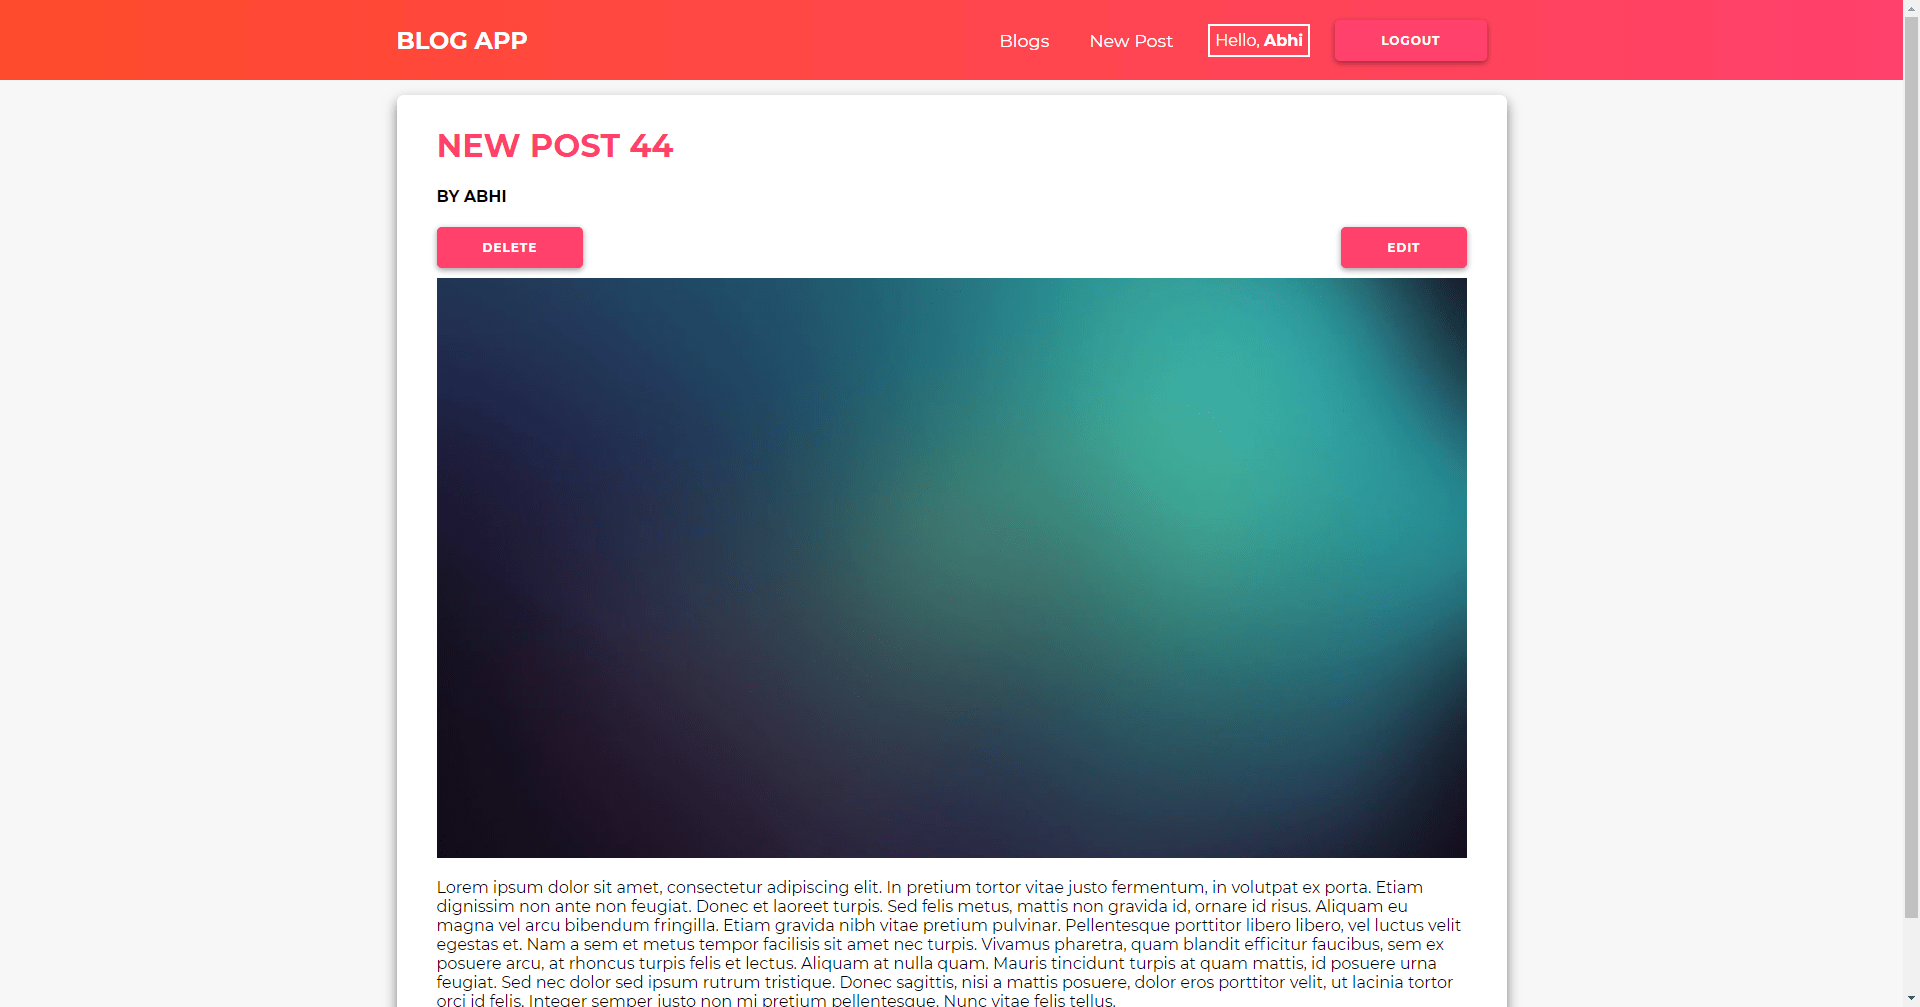 BLOG APP
Blogs
New Post
Hello, Abhi
LOGOUT
NEW POST 44
BY ABHI
DELETE
EDIT
Lorem ipsum dolor sit amet, consectetur adipiscing elit. In pretium tortor vitae justo fermentum, in volutpat ex porta. Etiam
dignissim non ante non feugiat. Donec et laoreet turpis. Sed felis metus, mattis non gravida id, ornare id risus. Aliquam eu
magna vel arcu bibendum fringilla. Etiam gravida nibh vitae pretium pulvinar. Pellentesque porttitor libero libero, vel luctus velit
egestas et. Nam a sem et metus tempor facilisis sit amet nec turpis. Vivamus pharetra, quam blandit efficitur faucibus, sem ex
posuere arcu, at rhoncus turpis felis et lectus. Aliquam at nulla quam. Mauris tincidunt turpis at quam mattis, id posuere urna
feugiat. Sed nec dolor sed ipsum rutrum tristique. Donec sagittis, nisi a mattis posuere, dolor eros porttitor velit, ut lacinia tortor
orci id felis. Integer semper justo non mi pretium pellentesque. Nunc vitae felis tellus.